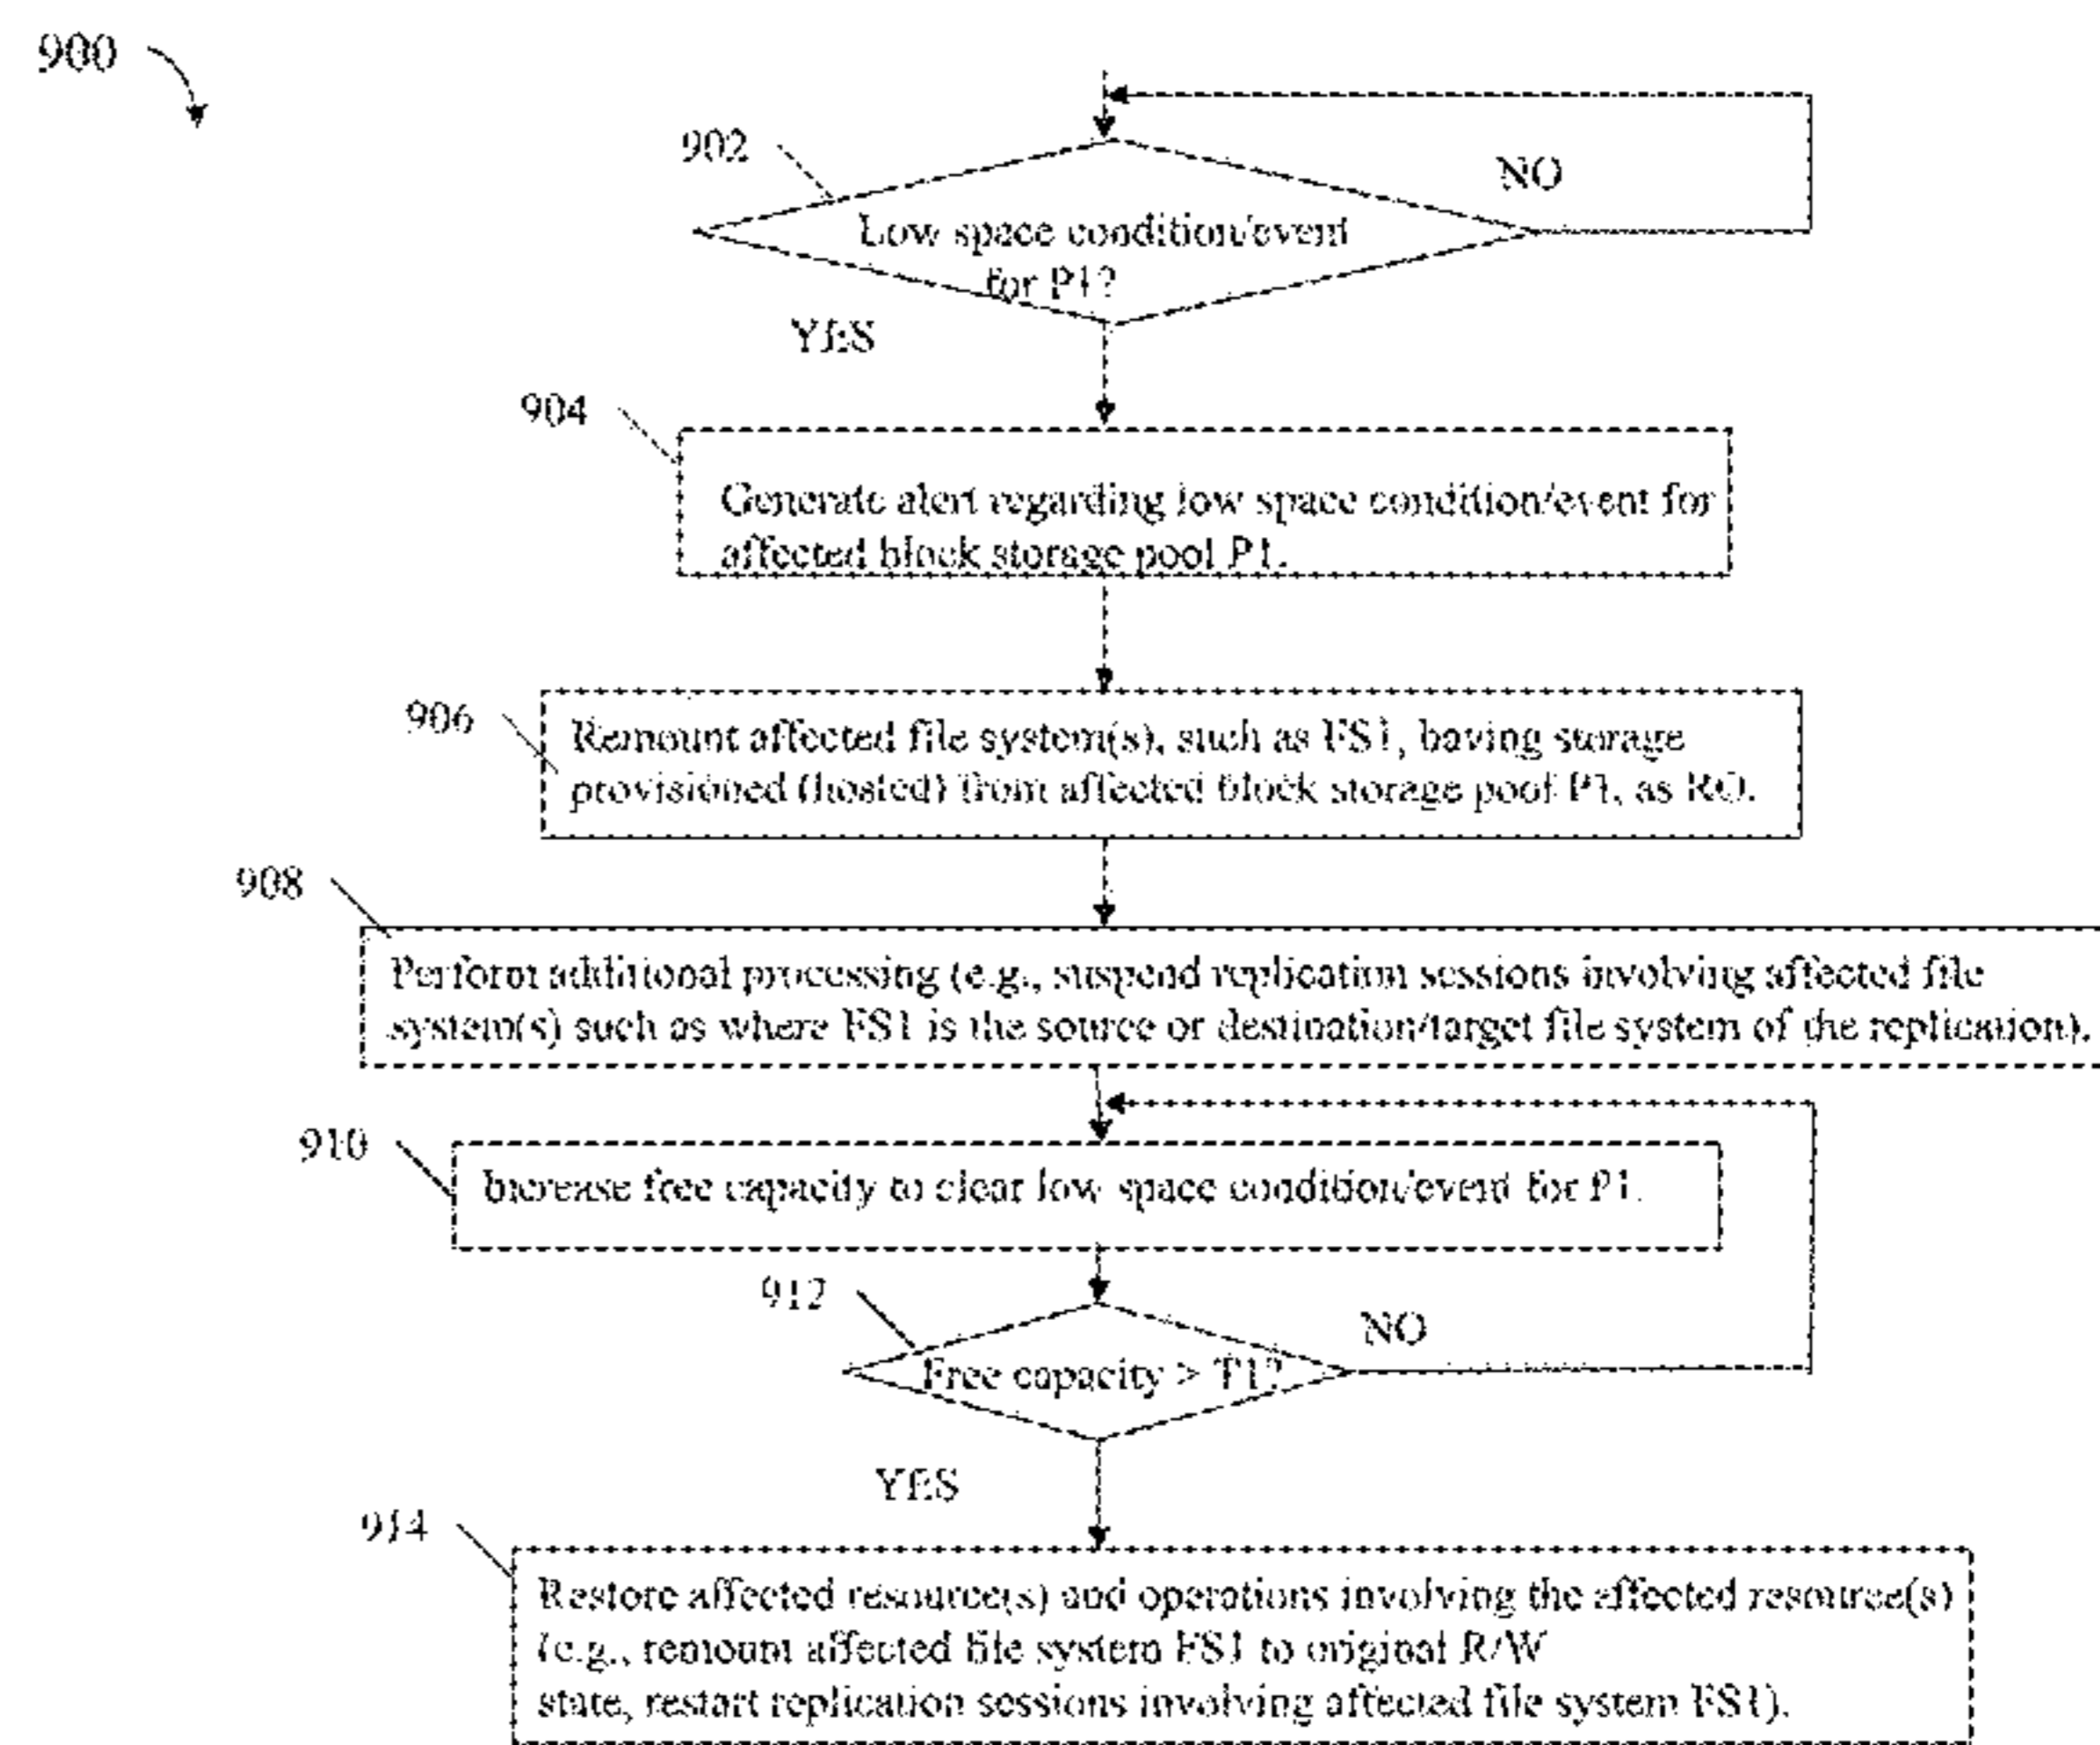 900
902
NO
Low space condition/event
for P1?
YES
904
Generate alert regarding low space condition/event for
affected block storage pool P1.
906
Remount affected file system(s), such as FS1, having storage
provisioned (hosted) from affected block storage pool P1, as RO.
908
Perform additional processing (e.g., suspend replication sessions involving affected file
system(s) such as where FS1 is the source or destination/target file system of the replication).
910
Increase free capacity to clear low space condition/event for P1.
912
NO
Free capacity > T1?
YES
914
Restore affected resource(s) and operations involving the affected resource(s)
(e.g., remount affected file system FS1 to original R/W
state, restart replication sessions involving affected file system FS1).